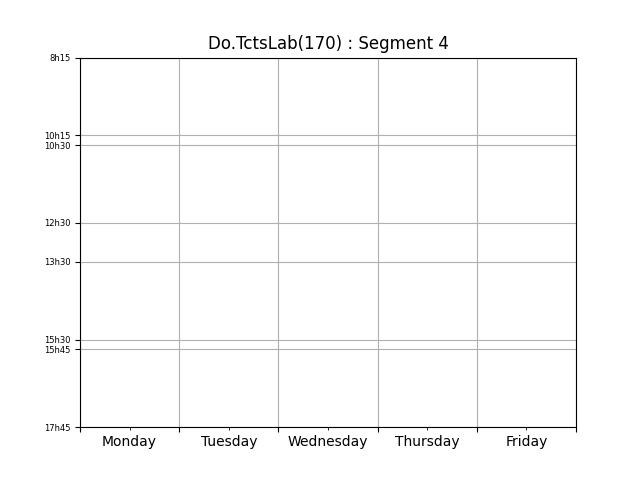 Do.TctsLab(170) : Segment 4
8h15
10h15
10h30
12h30
13h30
15h30
15h45
17h45
Monday Tuesday Wednesday Thursday Friday